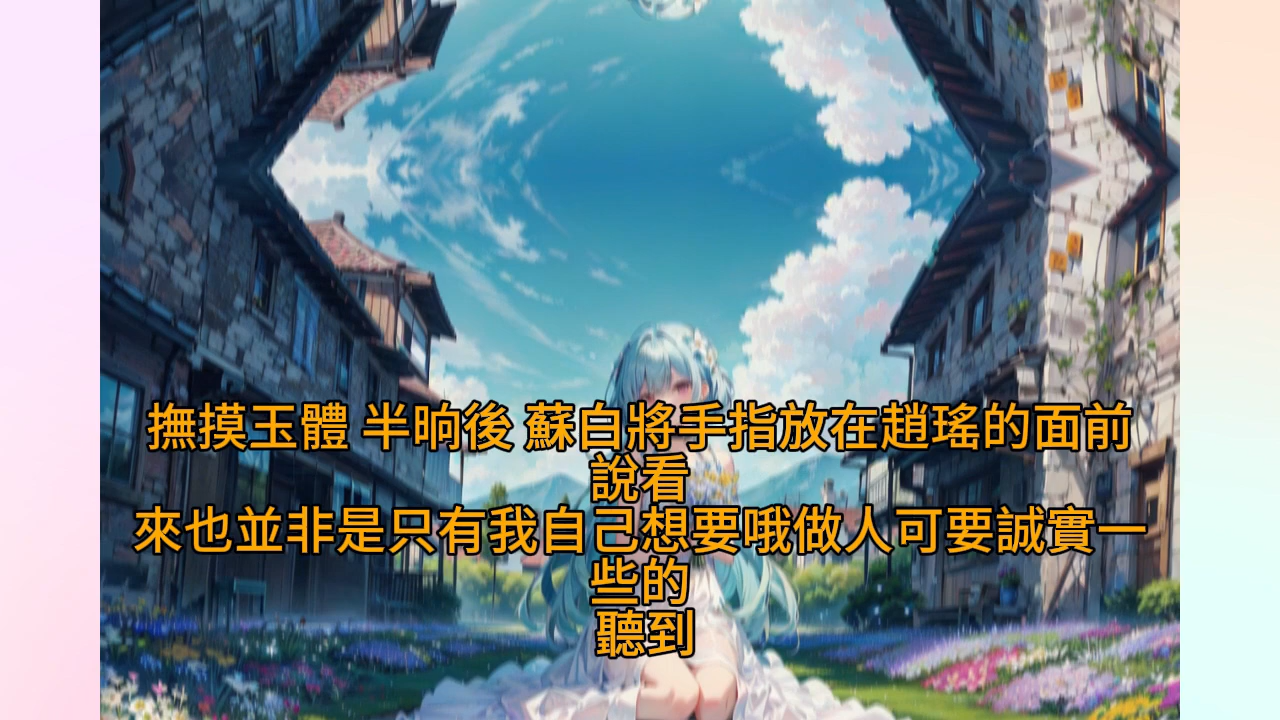 撫摸玉體 半晌後 蘇白將手指放在趙瑤的面前
說看
來也並非是只有我自己想要哦做人可要誠實一
些的
聽到